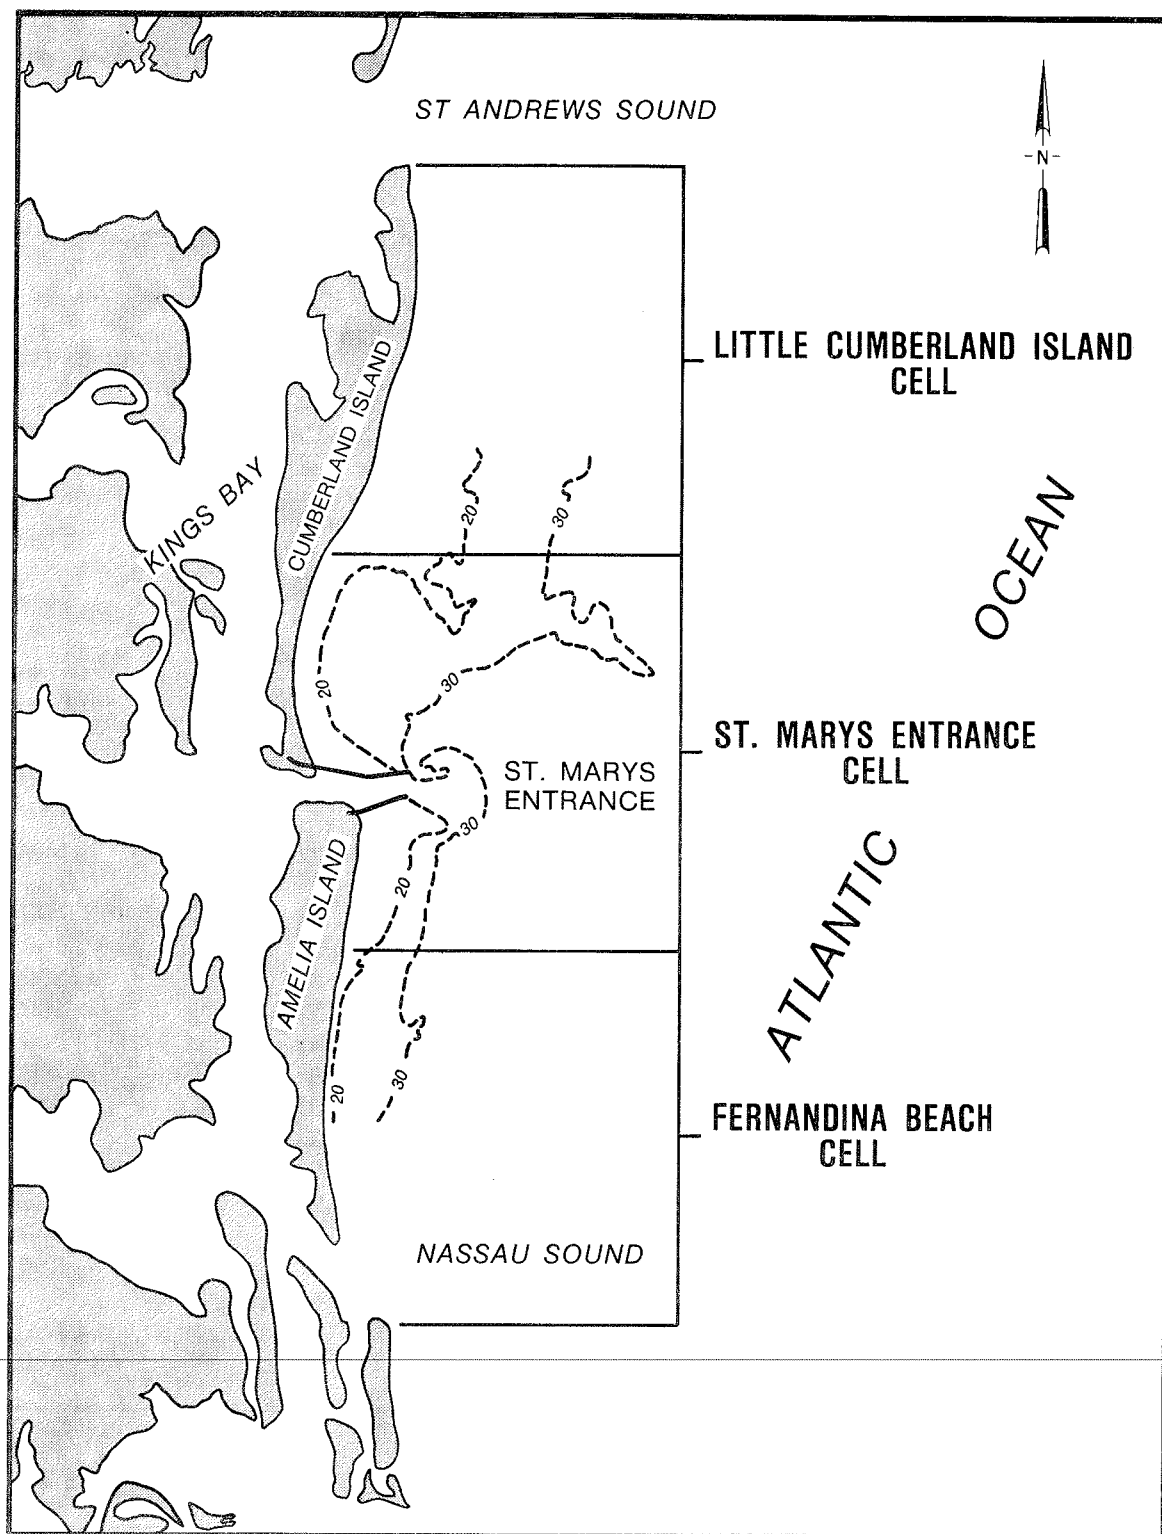 ST ANDREWS SOUND
-N-
LITTLE CUMBERLAND ISLAND
CELL
CUMBERLAND ISLAND
KINGS BAY
20
30
OCEAN
20
30
ST. MARYS ENTRANCE
CELL
ST. MARYS
ENTRANCE
30
20
AMELIA ISLAND
ATLANTIC
20
30
FERNANDINA BEACH
CELL
NASSAU SOUND